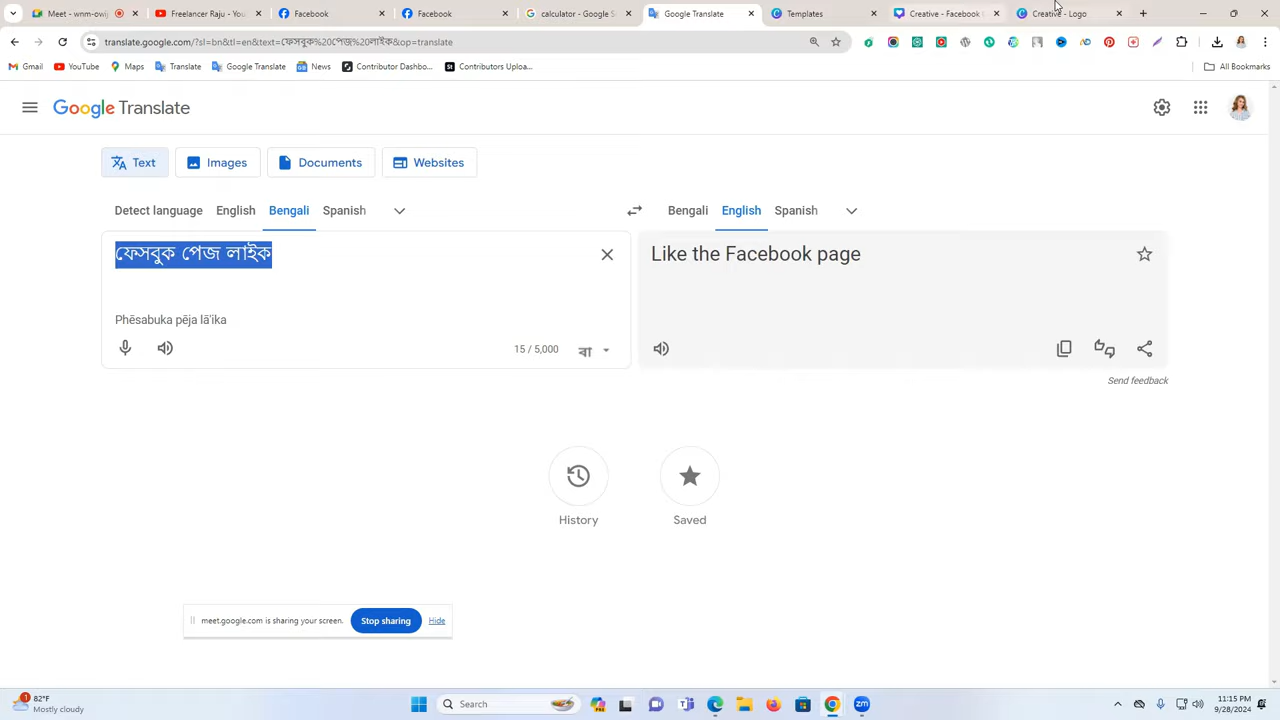 Meet - wnm-owij
Freelancer Raju - You
Facebook
Facebook
calculator - Google S
Google Translate
Templates
Creative - Facebook
Creative - Logo
translate.google.com/?sl=bn&tl=en&text=ফেসবুক%20পেজ%20লাইক&op=translate
Gmail
YouTube
Maps
Translate
Google Translate
News
Contributor Dashbo...
Contributors Uploa...
All Bookmarks
Google Translate
Text
Images
Documents
Websites
Detect language English Bengali Spanish
Bengali English Spanish
ফেসবুক পেজ লাইক
Like the Facebook page
Phēsabuka pēja lā'ika
15 / 5,000
বা
Send feedback
History
Saved
meet.google.com is sharing your screen.
Stop sharing
Hide
1
82°F
Mostly cloudy
Search
zm
11:15 PM
9/28/2024